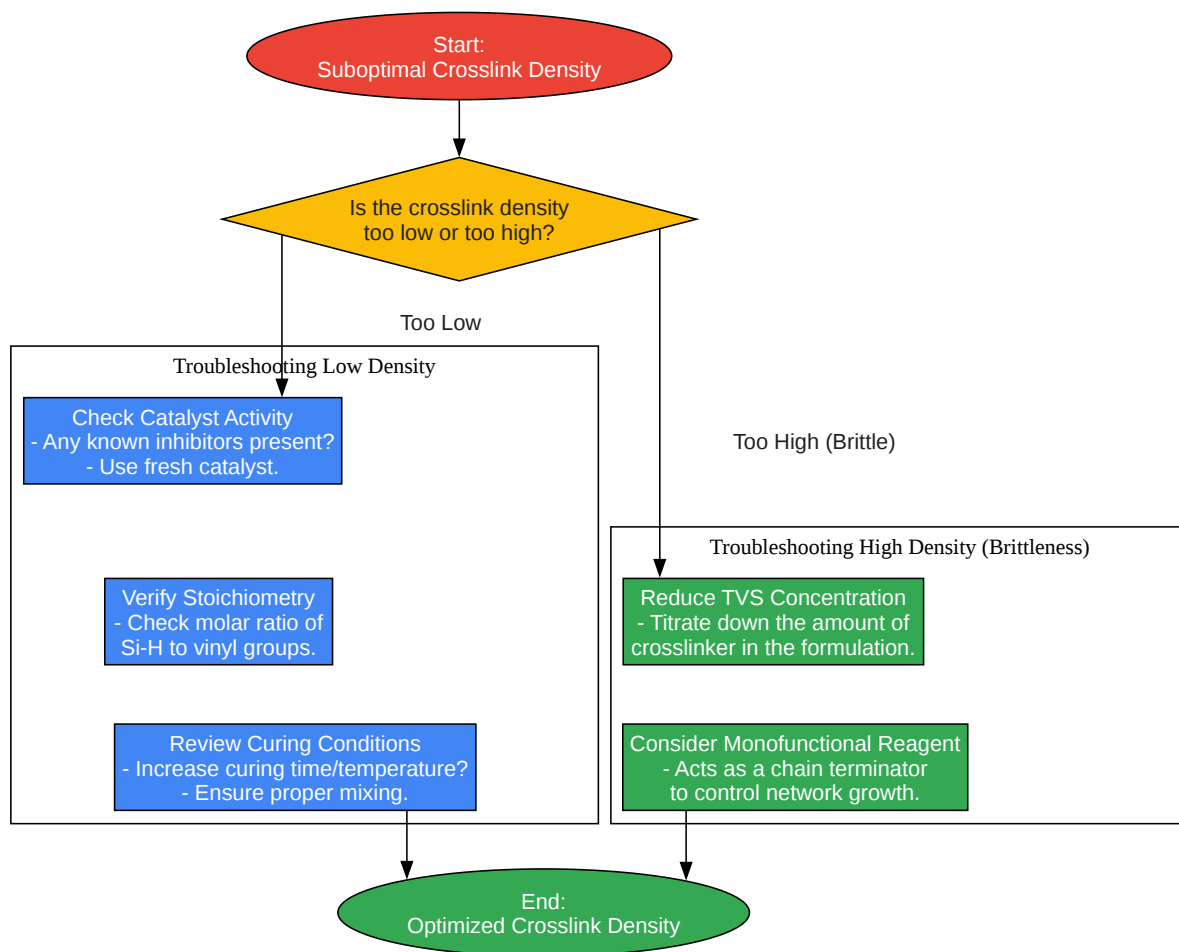 Start:
Suboptimal Crosslink Density
Is the crosslink density
too low or too high?
Too Low
Troubleshooting Low Density
Check Catalyst Activity
- Any known inhibitors present?
- Use fresh catalyst.
Verify Stoichiometry
- Check molar ratio of
Si-H to vinyl groups.
Review Curing Conditions
- Increase curing time/temperature?
- Ensure proper mixing.
Too High (Brittle)
Troubleshooting High Density (Brittleness)
Reduce TVS Concentration
- Titrate down the amount of
crosslinker in the formulation.
Consider Monofunctional Reagent
- Acts as a chain terminator
to control network growth.
End:
Optimized Crosslink Density